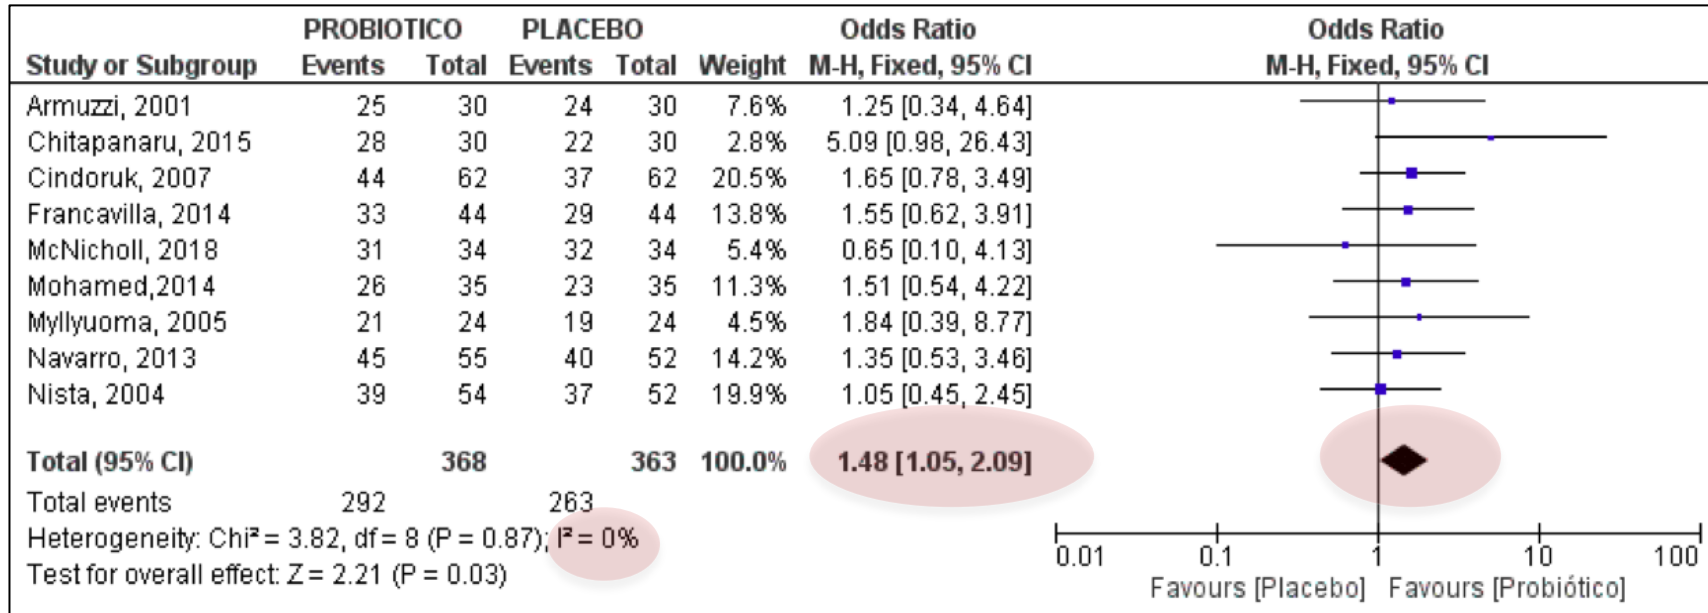 PROBIOTICO PLACEBO Odds Ratio Odds Ratio
Study or Subgroup Events Total Events Total Weight M-H, Fixed, 95% CI M-H, Fixed, 95% CI
Armuzzi, 2001 25 30 24 30 7.6% 1.25 [0.34, 4.64]
Chitapanaru, 2015 28 30 22 30 2.8% 5.09 [0.98, 26.43]
Cindoruk, 2007 44 62 37 62 20.5% 1.65 [0.78, 3.49]
Francavilla, 2014 33 44 29 44 13.8% 1.55 [0.62, 3.91]
McNicholl, 2018 31 34 32 34 5.4% 0.65 [0.10, 4.13]
Mohamed,2014 26 35 23 35 11.3% 1.51 [0.54, 4.22]
Myllyuoma, 2005 21 24 19 24 4.5% 1.84 [0.39, 8.77]
Navarro, 2013 45 55 40 52 14.2% 1.35 [0.53, 3.46]
Nista, 2004 39 54 37 52 19.9% 1.05 [0.45, 2.45]
Total (95% CI) 368 363 100.0% 1.48 [1.05, 2.09]
Total events 292 263
Heterogeneity: Chi² = 3.82, df = 8 (P = 0.87); I² = 0%
Test for overall effect: Z = 2.21 (P = 0.03)
0.01 0.1 1 10 100
Favours [Placebo] Favours [Probiótico]